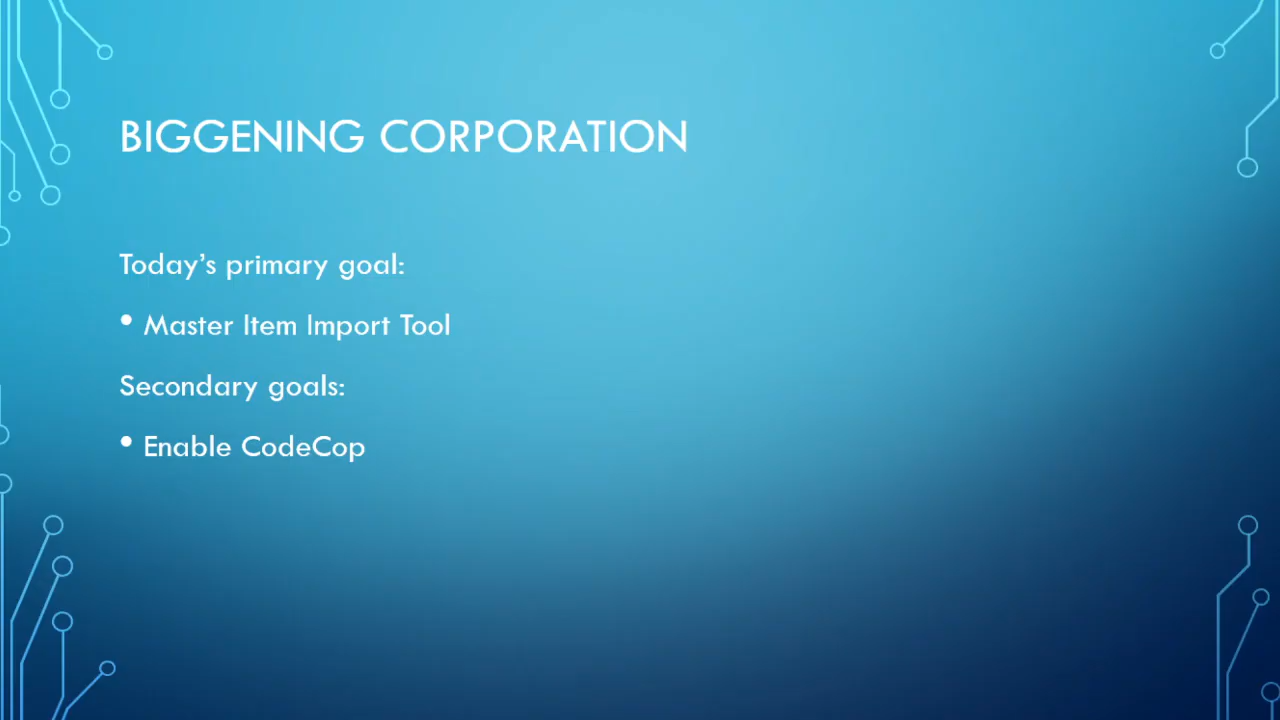 BIGGENING CORPORATION
Today’s primary goal:
• Master Item Import Tool
Secondary goals:
• Enable CodeCop